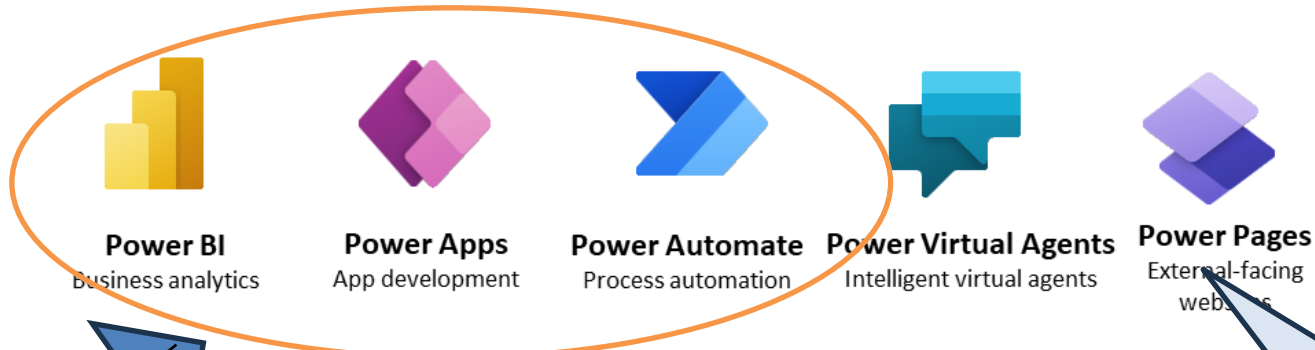 Power BI
Business analytics
Power Apps
App development
Power Automate
Process automation
Power Virtual Agents
Intelligent virtual agents
Power Pages
External-facing
websites